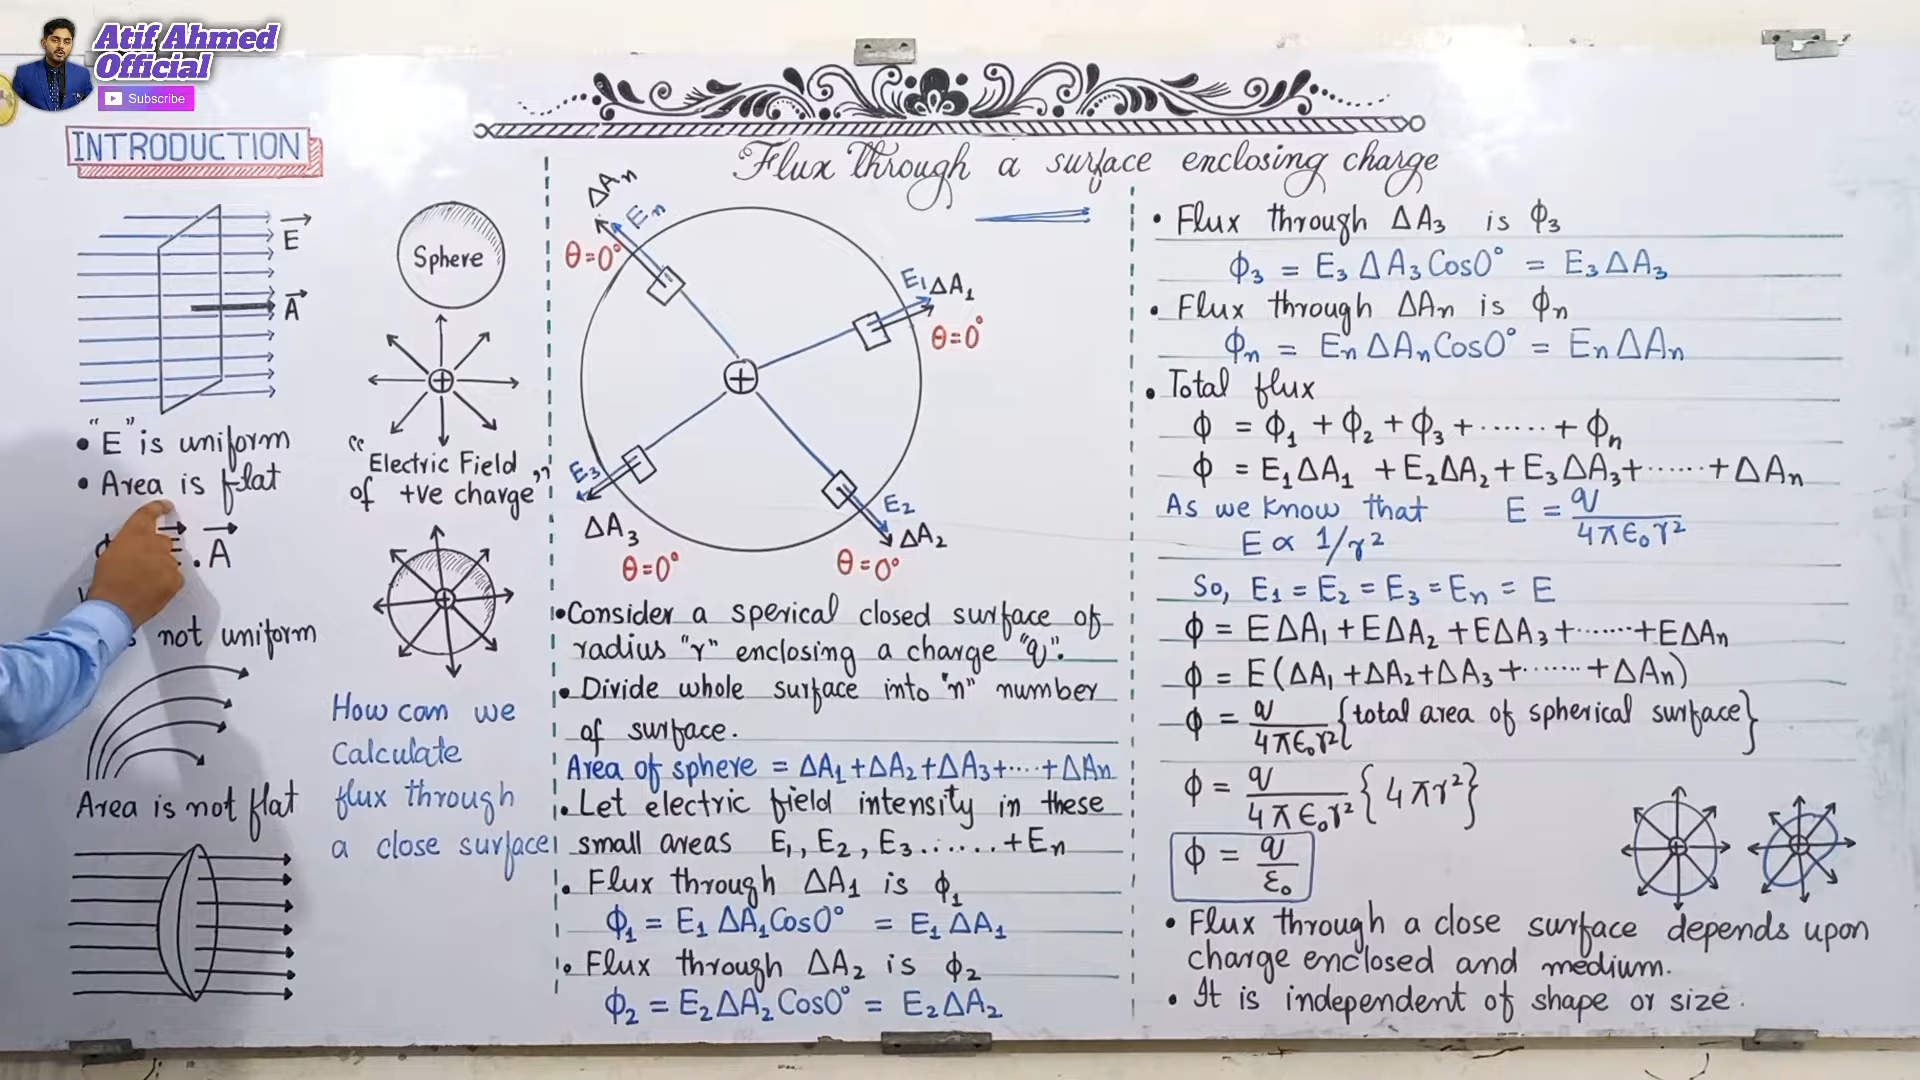 Atif Ahmed
Official
Subscribe
INTRODUCTION
E
A
"E" is uniform
• Area is flat
E . A
not uniform
Area is not flat
Sphere
+
"Electric Field
of +ve charge"
+
How can we
Calculate
flux through
a close surface
Flux Through a surface enclosing charge
ΔAn
En
θ=0°
E1 ΔA1
θ=0°
+
E3
ΔA3
θ=0°
E2
ΔA2
θ=0°
• Consider a sperical closed surface of
radius "r" enclosing a charge "q".
• Divide whole surface into "n" number
of surface.
Area of sphere = ΔA1+ΔA2+ΔA3+....+ΔAn
• Let electric field intensity in these
small areas E1, E2, E3 ....... +En
• Flux through ΔA1 is ϕ1
ϕ1 = E1 ΔA1 Cos0° = E1 ΔA1
• Flux through ΔA2 is ϕ2
ϕ2 = E2 ΔA2 Cos0° = E2 ΔA2
• Flux through ΔA3 is ϕ3
ϕ3 = E3 ΔA3 Cos0° = E3 ΔA3
• Flux through ΔAn is ϕn
ϕn = En ΔAn Cos0° = En ΔAn
• Total flux
ϕ = ϕ1 + ϕ2 + ϕ3 + ...... + ϕn
ϕ = E1ΔA1 + E2ΔA2 + E3ΔA3 + ...... + ΔAn
As we know that E = q / 4πε0r²
E ∝ 1/r²
So, E1 = E2 = E3 = En = E
ϕ = EΔA1 + EΔA2 + EΔA3 + ....... + EΔAn
ϕ = E(ΔA1 + ΔA2 + ΔA3 + ....... + ΔAn)
ϕ = q / 4πε0r² {total area of spherical surface}
ϕ = q / 4πε0r² {4πr²}
ϕ = q / ε0
• Flux through a close surface depends upon
charge enclosed and medium.
• It is independent of shape or size.